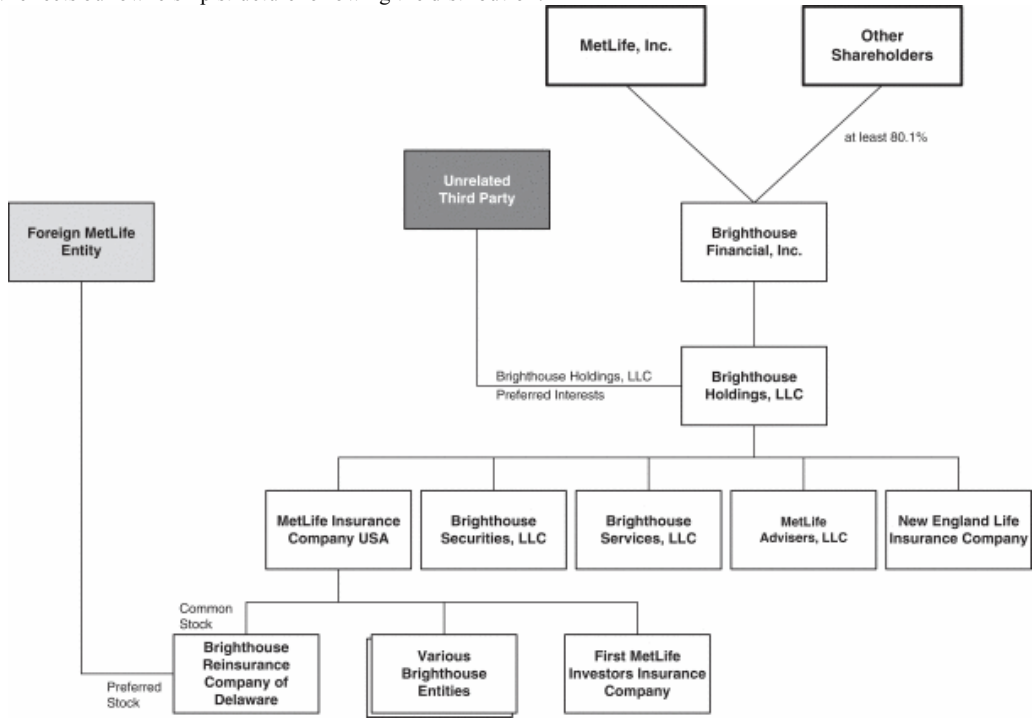 MetLife, Inc.
Other
Shareholders
at least 80.1%
Unrelated
Third Party
Foreign MetLife
Entity
Brighthouse
Financial, Inc.
Brighthouse Holdings, LLC
Preferred Interests
Brighthouse
Holdings, LLC
MetLife Insurance
Company USA
Brighthouse
Securities, LLC
Brighthouse
Services, LLC
MetLife
Advisers, LLC
New England Life
Insurance Company
Common
Stock
Preferred
Stock
Brighthouse
Reinsurance
Company of
Delaware
Various
Brighthouse
Entities
First MetLife
Investors Insurance
Company